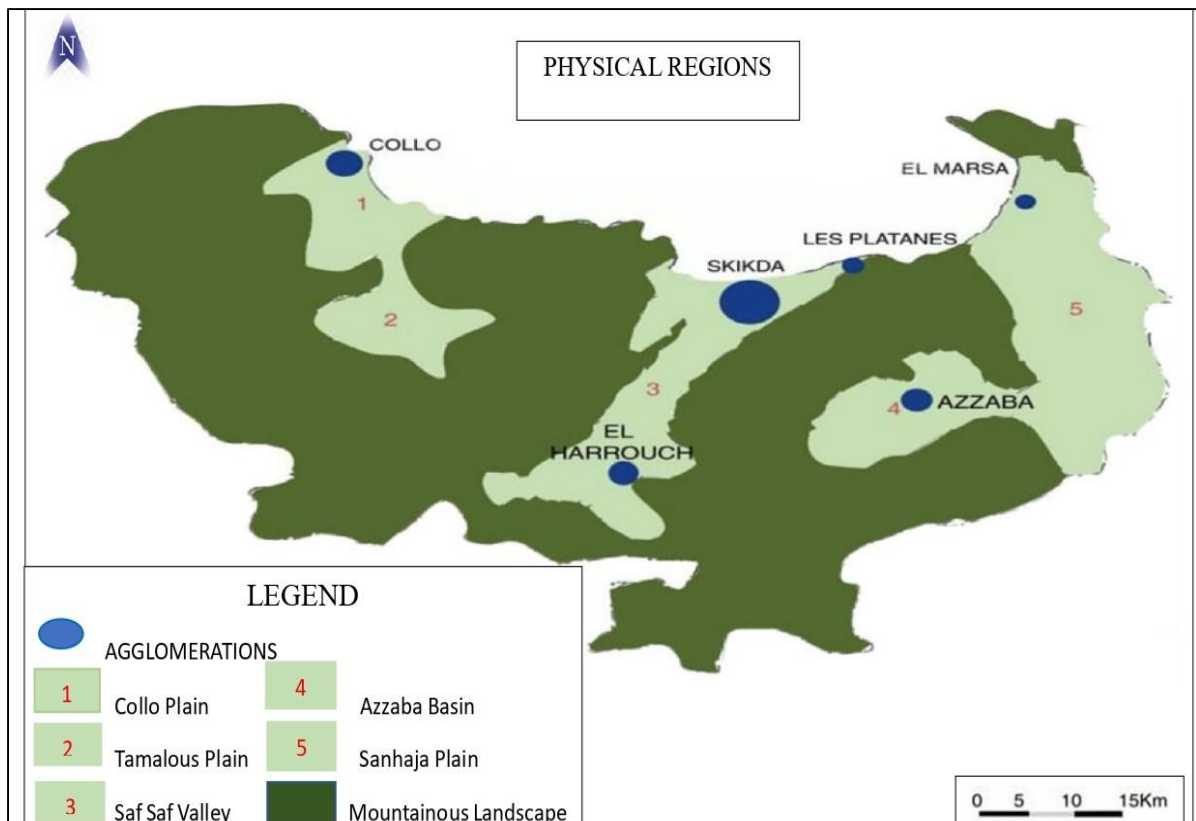 N
PHYSICAL REGIONS
COLLO
EL MARSA
1
LES PLATANES
SKIKDA
2
5
3
4
AZZABA
EL
HARROUCH
LEGEND
AGGLOMERATIONS
1 Collo Plain
4 Azzaba Basin
2 Tamalous Plain
5 Sanhaja Plain
3 Saf Saf Valley
Mountainous Landscape
0 5 10 15Km